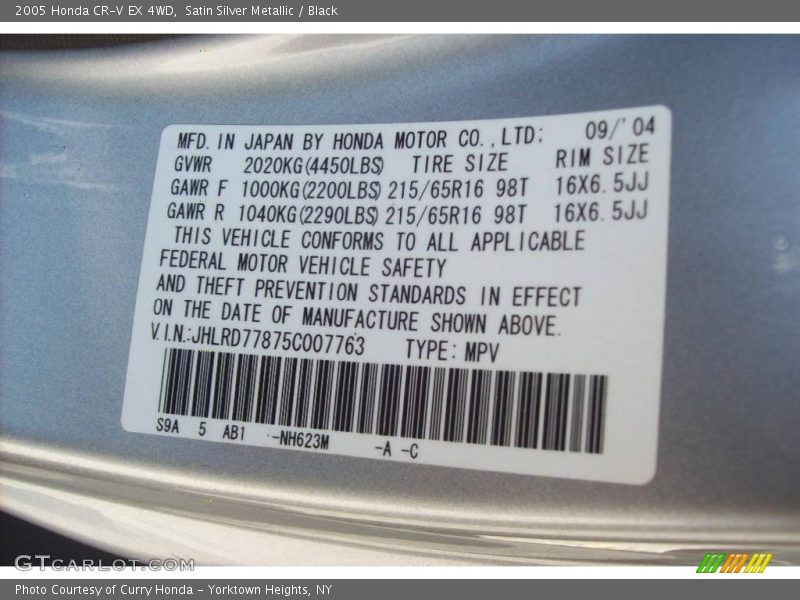 2005 Honda CR-V EX 4WD, Satin Silver Metallic / Black
MFD. IN JAPAN BY HONDA MOTOR CO., LTD; 09/'04
GVWR 2020KG(4450LBS) TIRE SIZE RIM SIZE
GAWR F 1000KG(2200LBS) 215/65R16 98T 16X6.5JJ
GAWR R 1040KG(2290LBS) 215/65R16 98T 16X6.5JJ
THIS VEHICLE CONFORMS TO ALL APPLICABLE
FEDERAL MOTOR VEHICLE SAFETY
AND THEFT PREVENTION STANDARDS IN EFFECT
ON THE DATE OF MANUFACTURE SHOWN ABOVE.
V.I.N.:JHLRD77875C007763 TYPE: MPV
S9A 5 AB1 -NH623M -A -C
GTCARLOT.COM
Photo Courtesy of Curry Honda - Yorktown Heights, NY